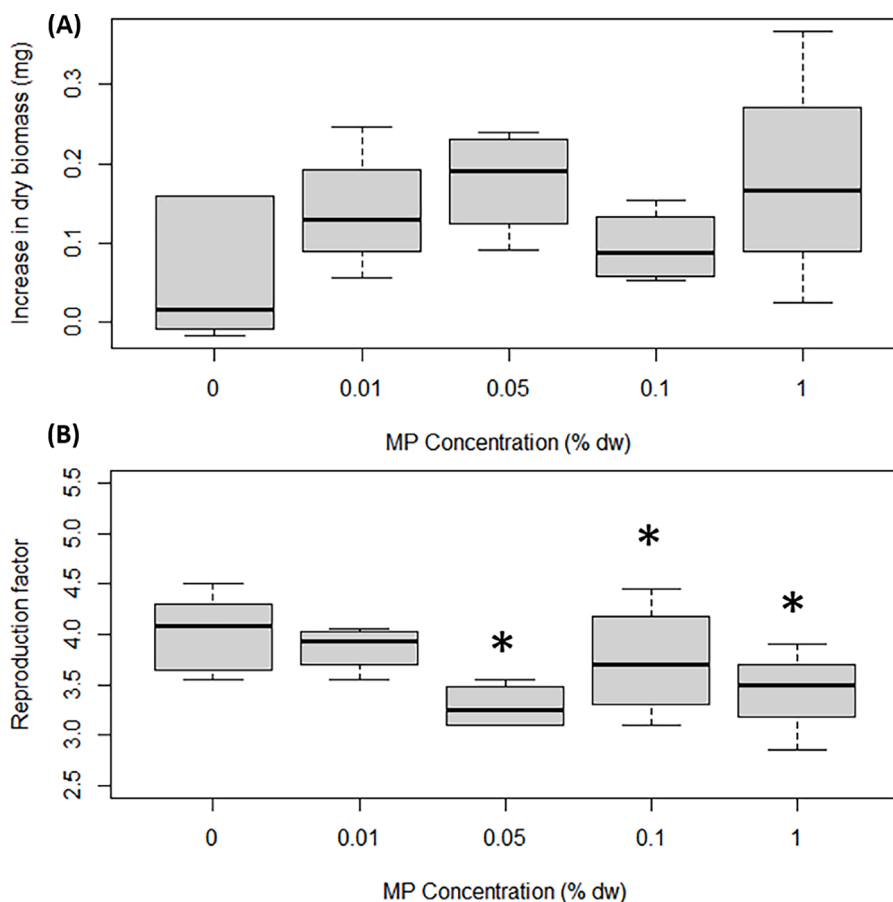 (A)
Increase in dry biomass (mg)
0.3
0.2
0.1
0.0
0 0.01 0.05 0.1 1
MP Concentration (% dw)
(B)
Reproduction factor
5.5
5.0
4.5
4.0
3.5
3.0
2.5
* * *
0 0.01 0.05 0.1 1
MP Concentration (% dw)